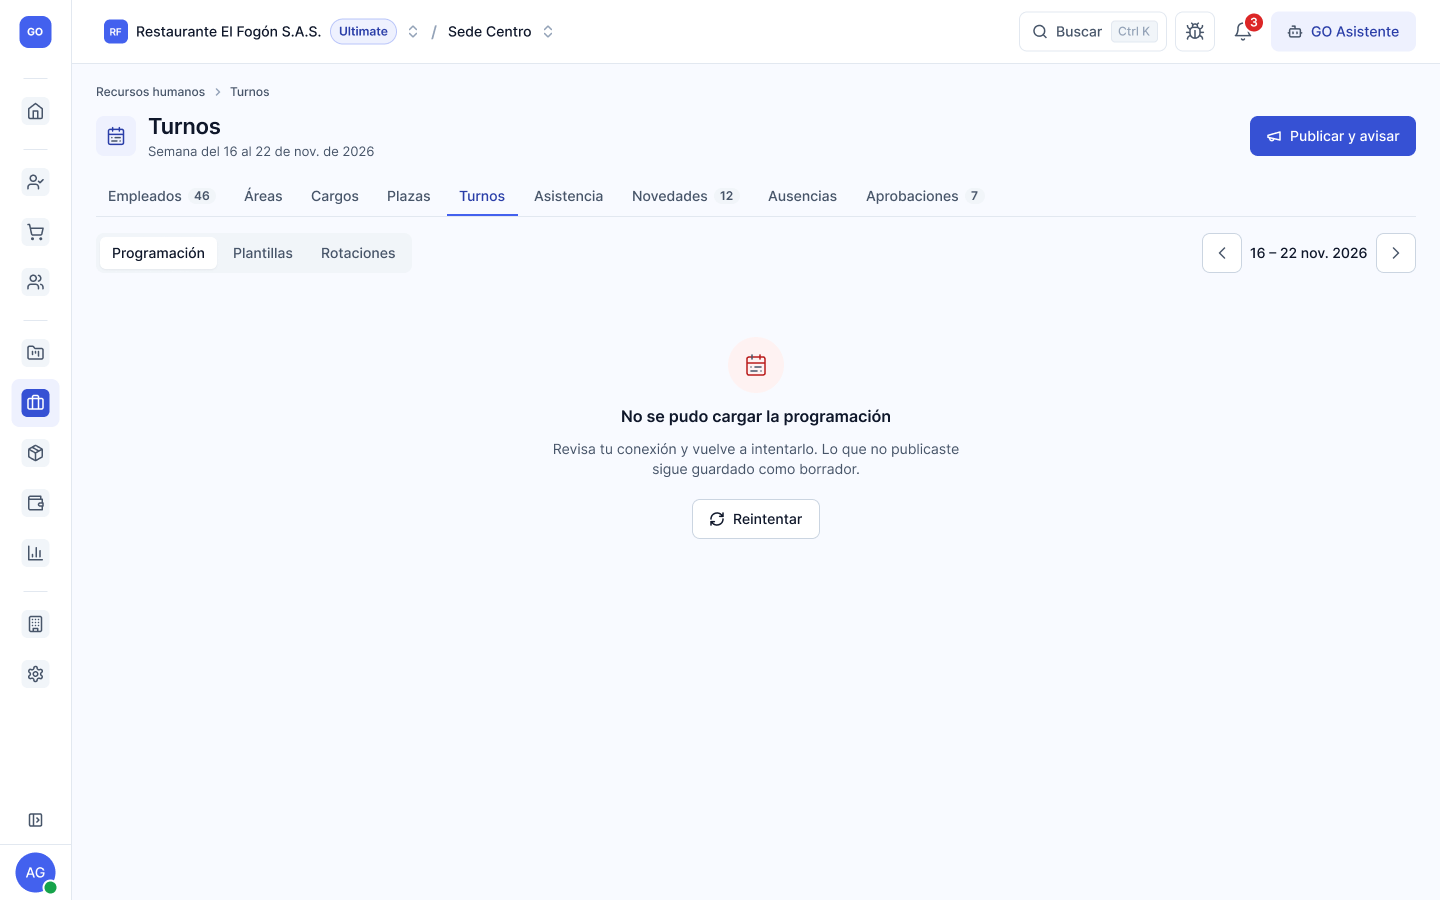 GO
RF Restaurante El Fogón S.A.S. Ultimate / Sede Centro
Buscar Ctrl K
3
GO Asistente
Recursos humanos > Turnos
Turnos
Semana del 16 al 22 de nov. de 2026
Publicar y avisar
Empleados 46 Áreas Cargos Plazas Turnos Asistencia Novedades 12 Ausencias Aprobaciones 7
Programación Plantillas Rotaciones
16 – 22 nov. 2026
No se pudo cargar la programación
Revisa tu conexión y vuelve a intentarlo. Lo que no publicaste
sigue guardado como borrador.
Reintentar
AG